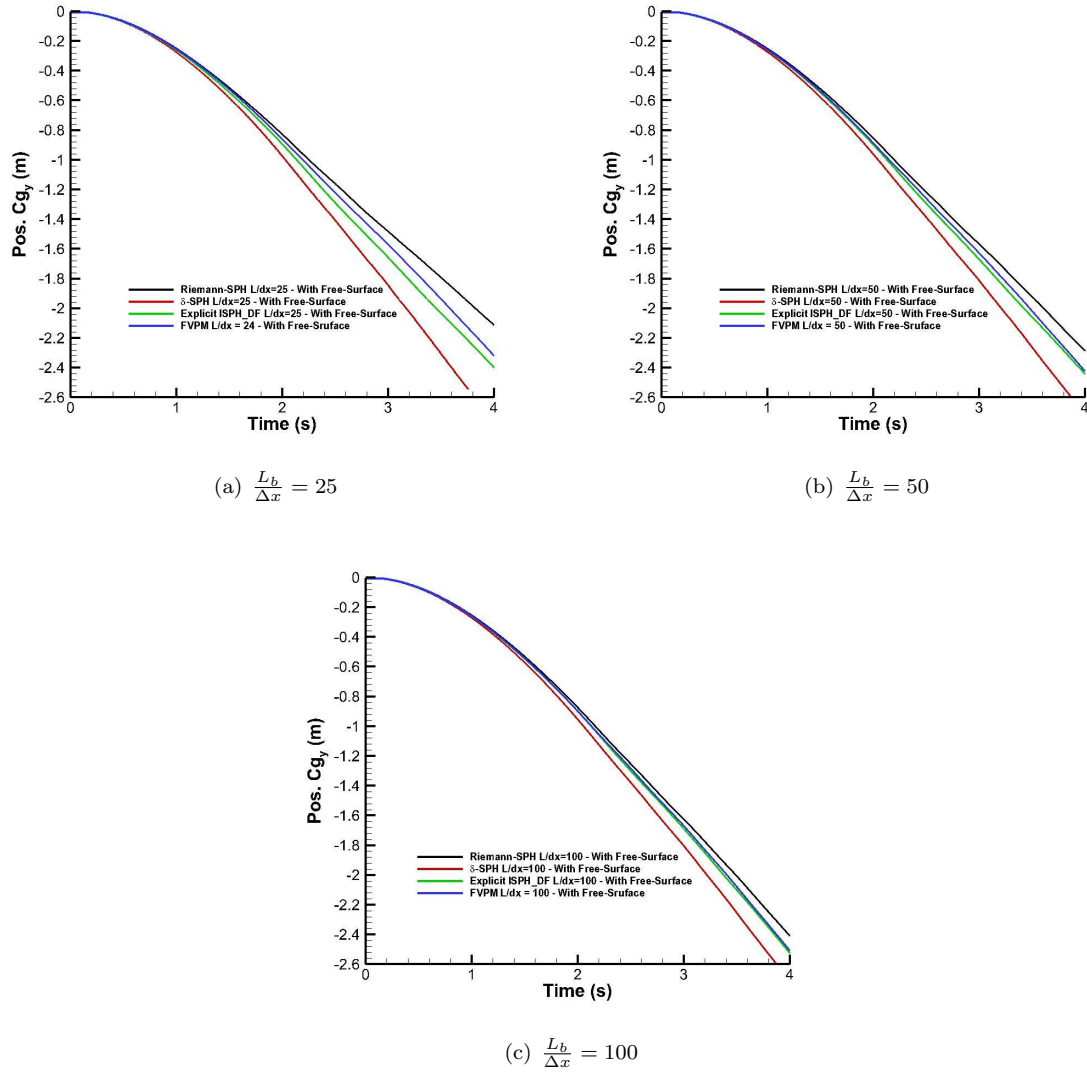 0
-0.2
-0.4
-0.6
-0.8
-1
-1.2
-1.4
-1.6
-1.8
-2
-2.2
-2.4
-2.6
Pos. Cg_y (m)
Riemann-SPH L/dx=25 - With Free-Surface
δ-SPH L/dx=25 - With Free-Surface
Explicit ISPH_DF L/dx=25 - With Free-Surface
FVPM L/dx = 24 - With Free-Sruface
0 1 2 3 4
Time (s)
(a) L_b/Δx = 25
0
-0.2
-0.4
-0.6
-0.8
-1
-1.2
-1.4
-1.6
-1.8
-2
-2.2
-2.4
-2.6
Pos. Cg_y (m)
Riemann-SPH L/dx=50 - With Free-Surface
δ-SPH L/dx=50 - With Free-Surface
Explicit ISPH_DF L/dx=50 - With Free-Surface
FVPM L/dx = 50 - With Free-Sruface
0 1 2 3 4
Time (s)
(b) L_b/Δx = 50
0
-0.2
-0.4
-0.6
-0.8
-1
-1.2
-1.4
-1.6
-1.8
-2
-2.2
-2.4
-2.6
Pos. Cg_y (m)
Riemann-SPH L/dx=100 - With Free-Surface
δ-SPH L/dx=100 - With Free-Surface
Explicit ISPH_DF L/dx=100 - With Free-Surface
FVPM L/dx = 100 - With Free-Sruface
0 1 2 3 4
Time (s)
(c) L_b/Δx = 100